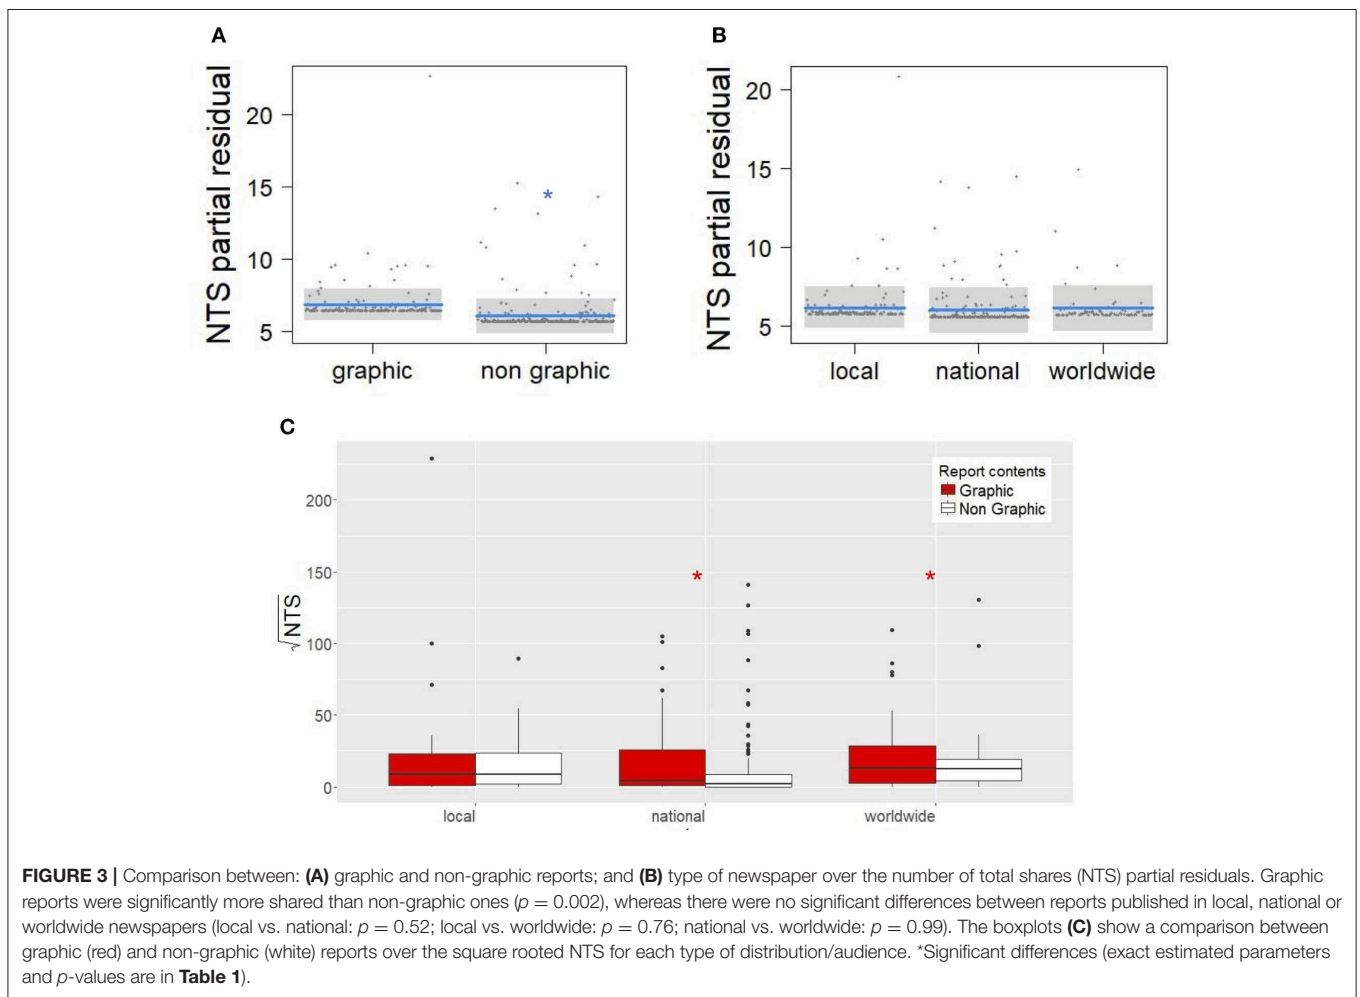 A
NTS partial residual
20
15
10
5
*
graphic
non graphic
B
NTS partial residual
20
15
10
5
local
national
worldwide
C
√NTS
200
150
100
50
0
*
*
Report contents
Graphic
Non Graphic
local
national
worldwide
FIGURE 3 | Comparison between: (A) graphic and non-graphic reports; and (B) type of newspaper over the number of total shares (NTS) partial residuals. Graphic
reports were significantly more shared than non-graphic ones (p = 0.002), whereas there were no significant differences between reports published in local, national or
worldwide newspapers (local vs. national: p = 0.52; local vs. worldwide: p = 0.76; national vs. worldwide: p = 0.99). The boxplots (C) show a comparison between
graphic (red) and non-graphic (white) reports over the square rooted NTS for each type of distribution/audience. *Significant differences (exact estimated parameters
and p-values are in Table 1).